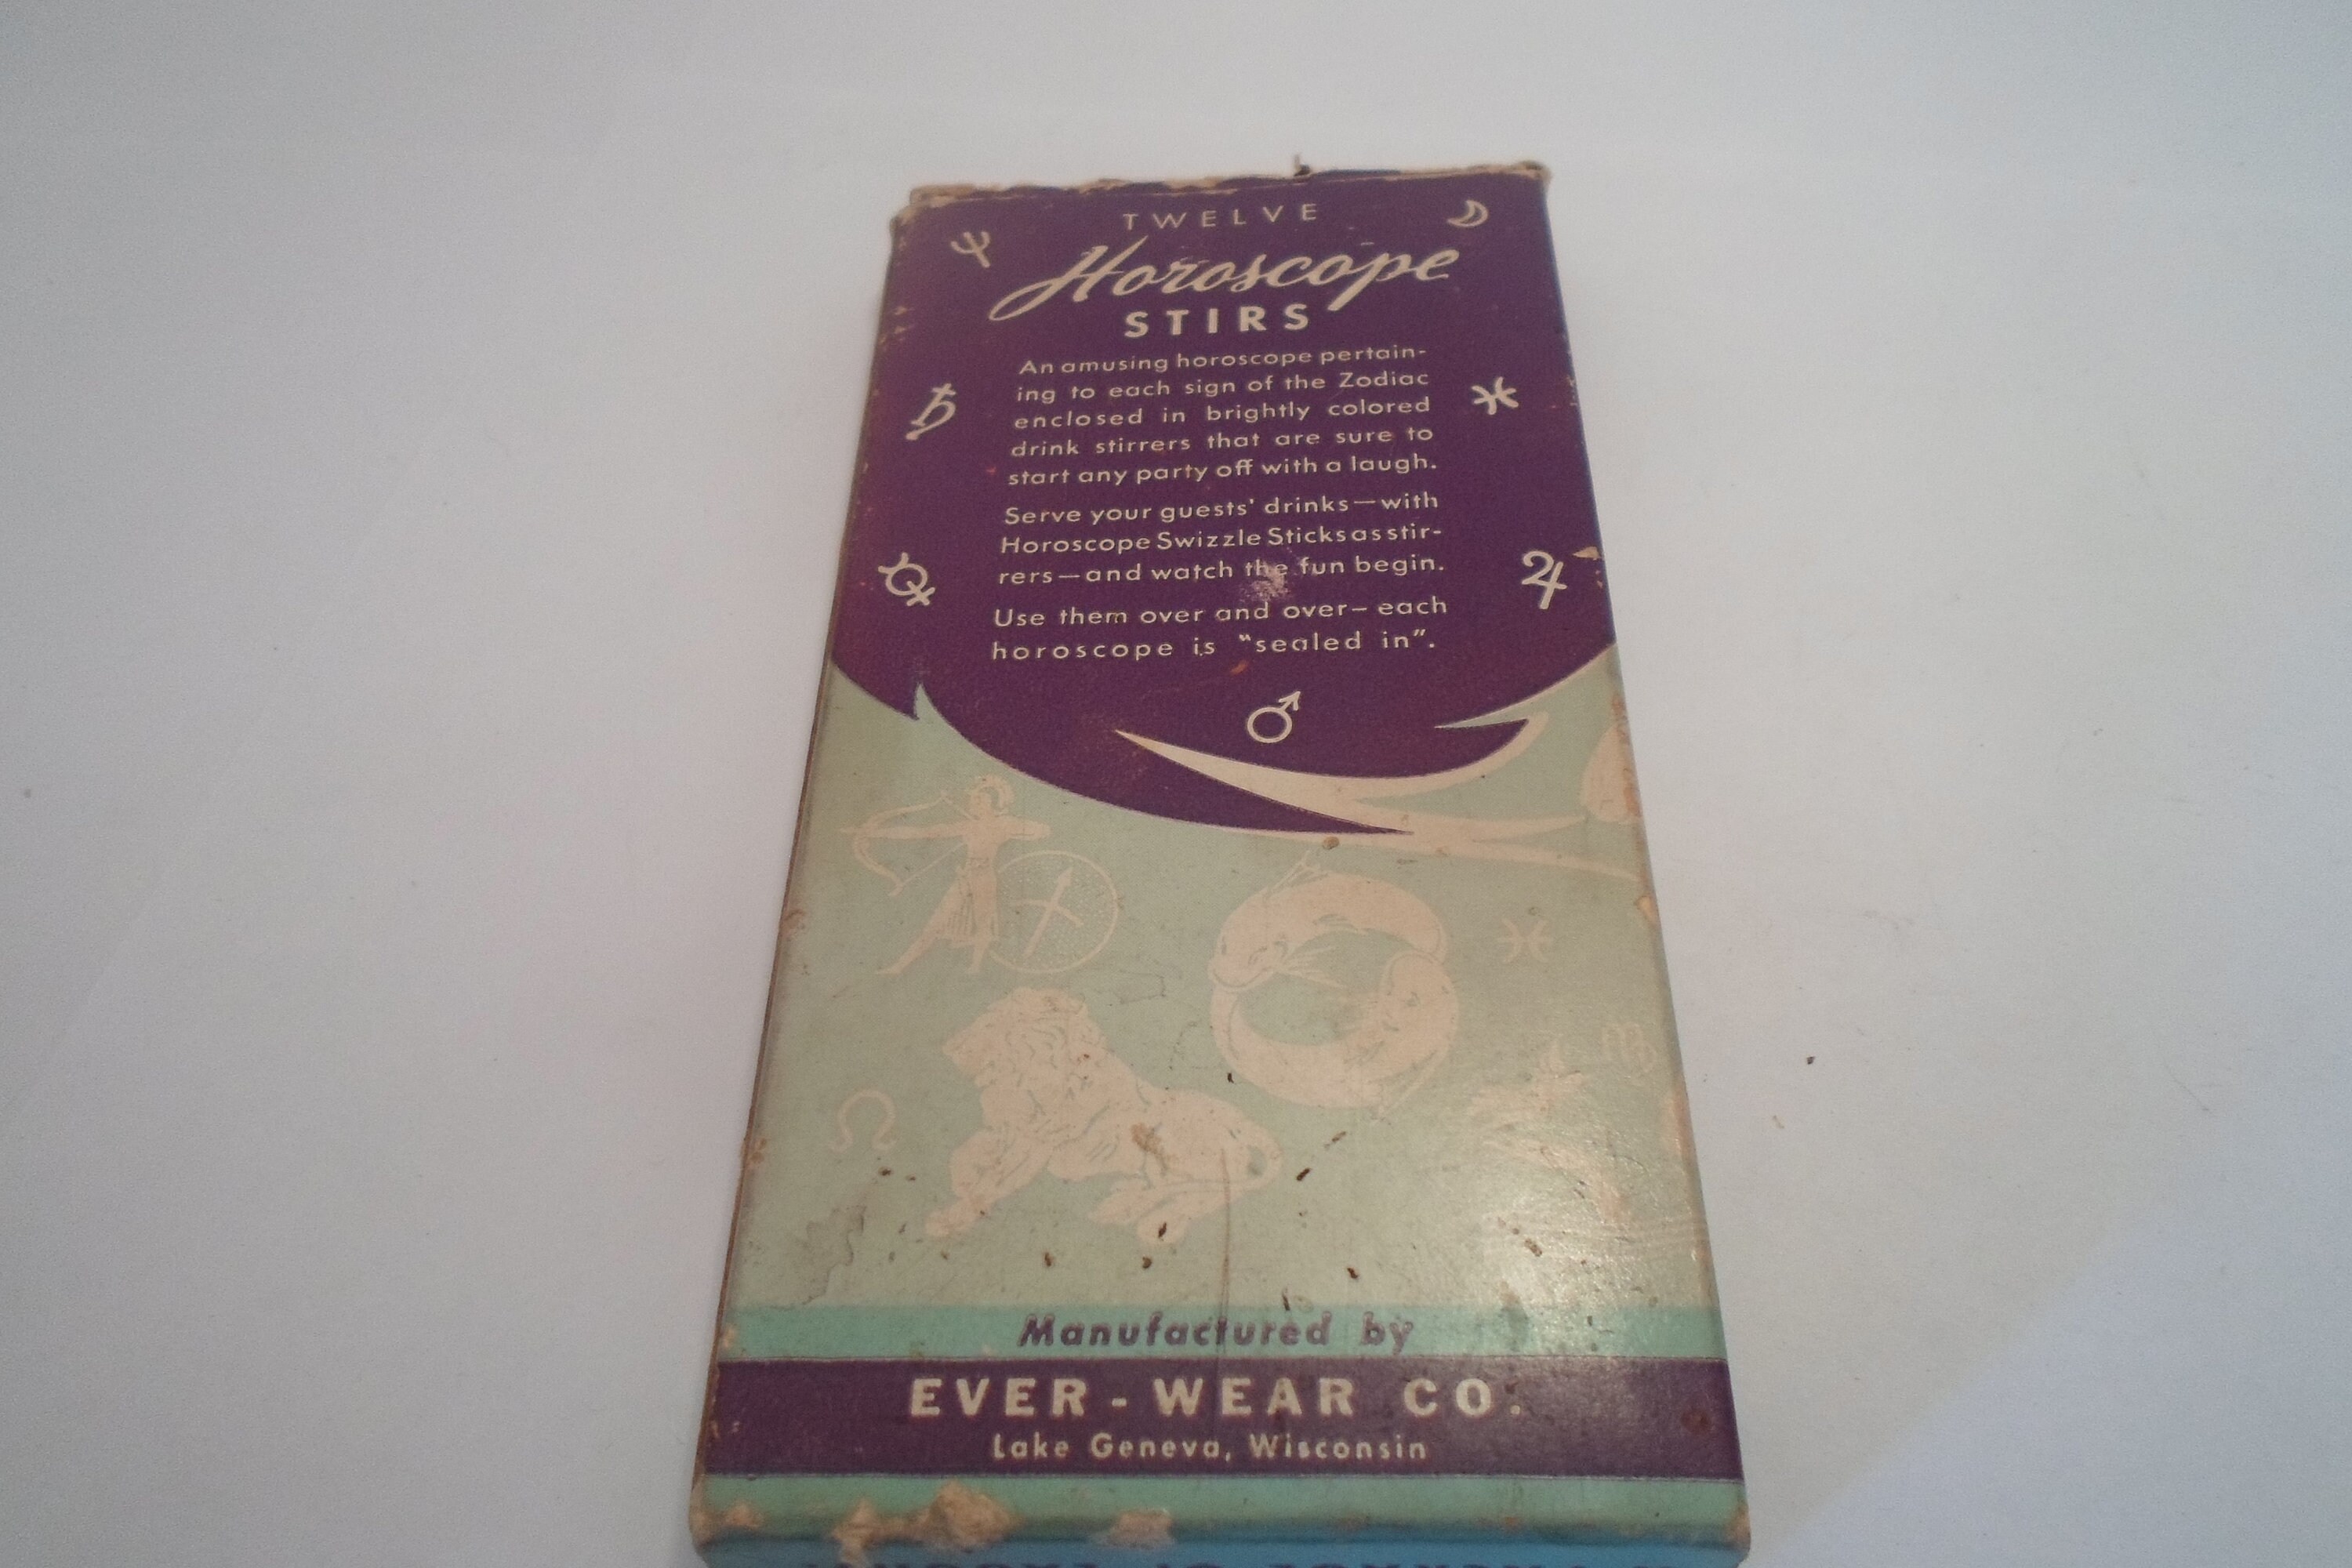 TWELVE
Horoscope
STIRS
An amusing horoscope pertain-
ing to each sign of the Zodiac
enclosed in brightly colored
drink stirrers that are sure to
start any party off with a laugh.
Serve your guests' drinks—with
Horoscope Swizzle Sticks as stir-
rers—and watch the fun begin.
Use them over and over—each
horoscope is "sealed in".
Manufactured by
EVER-WEAR CO.
Lake Geneva, Wisconsin